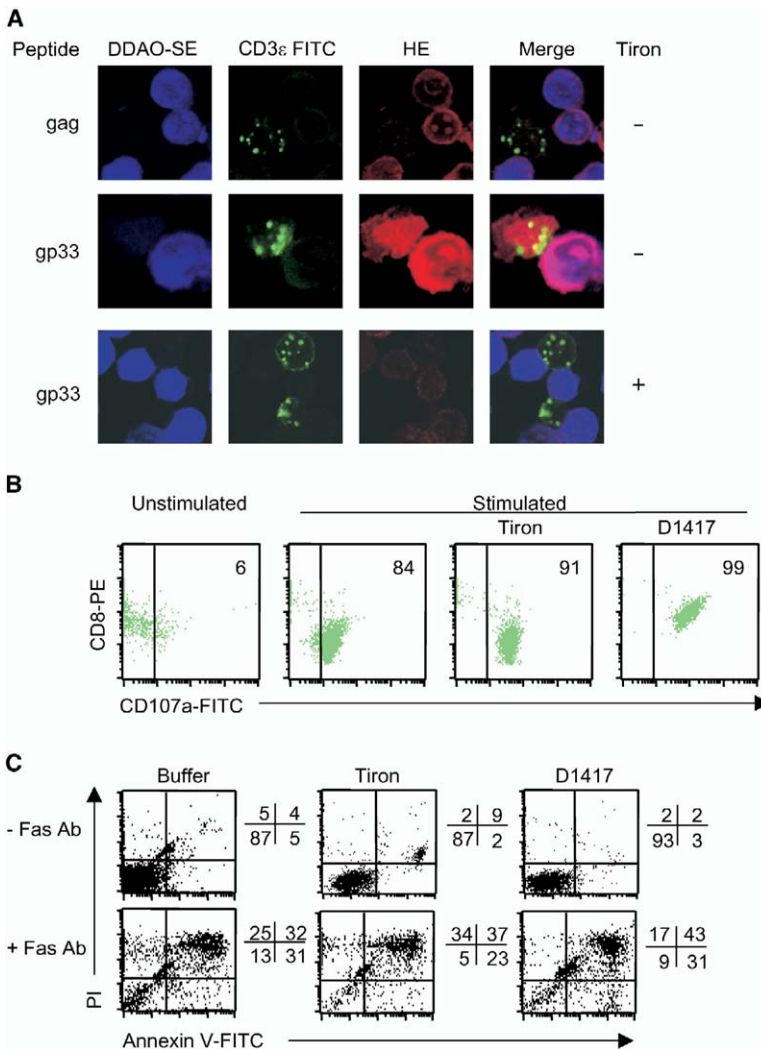 A
Peptide DDAO-SE CD3ε FITC HE Merge Tiron
gag –
gp33 –
gp33 +
B
Unstimulated Stimulated
Tiron D1417
6 84 91 99
CD8-PE
CD107a-FITC
C
Buffer Tiron D1417
- Fas Ab
5 4 2 9 2 2
87 5 87 2 93 3
+ Fas Ab
25 32 34 37 17 43
13 31 5 23 9 31
PI
Annexin V-FITC